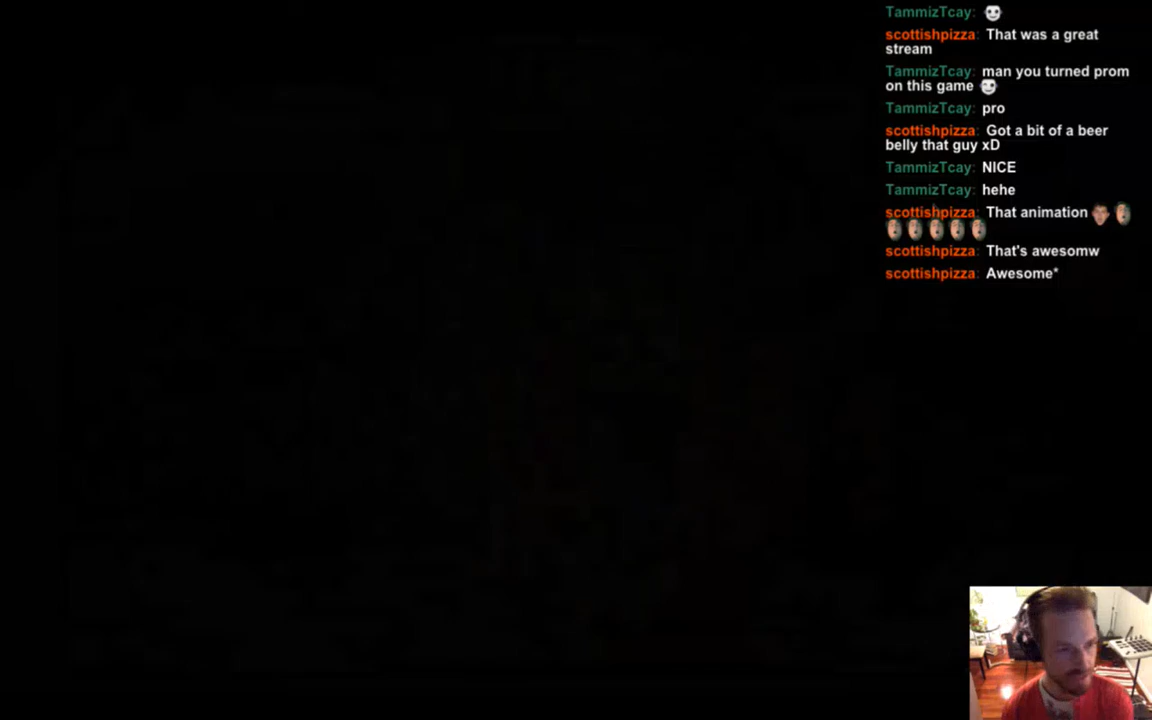 TammizTcay:
scottishpizza: That was a great
stream
TammizTcay: man you turned prom
on this game
TammizTcay: pro
scottishpizza: Got a bit of a beer
belly that guy xD
TammizTcay: NICE
TammizTcay: hehe
scottishpizza: That animation
scottishpizza: That's awesomw
scottishpizza: Awesome*